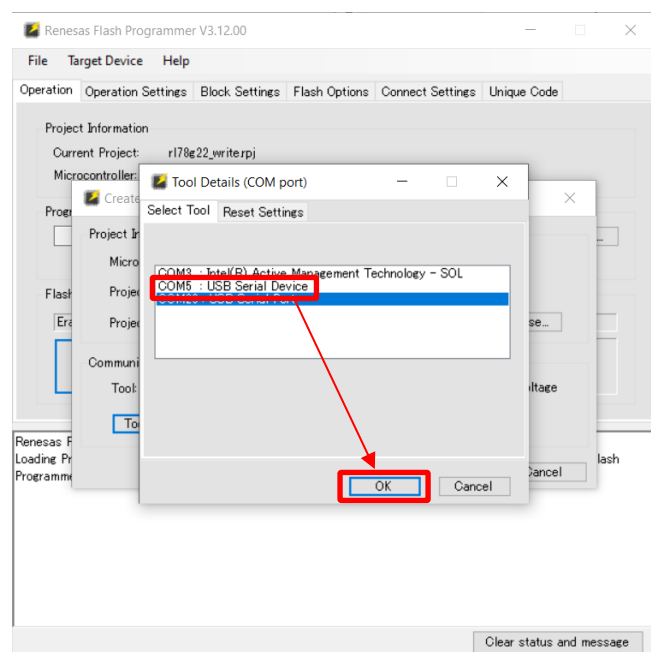 Renesas Flash Programmer V3.12.00
File Target Device Help
Operation Operation Settings Block Settings Flash Options Connect Settings Unique Code
Project Information
Current Project: rl78g22_write.rpj
Microcontroller:
Tool Details (COM port)
Create
Select Tool Reset Settings
Project
Micro
COM3 : Intel(R) Active Management Technology - SOL
COM5 : USB Serial Device
USB Serial Port
Flash
Communi
Tool:
OK Cancel
Cancel
Renesas F
Loading Pr
lash
Programme
Clear status and message